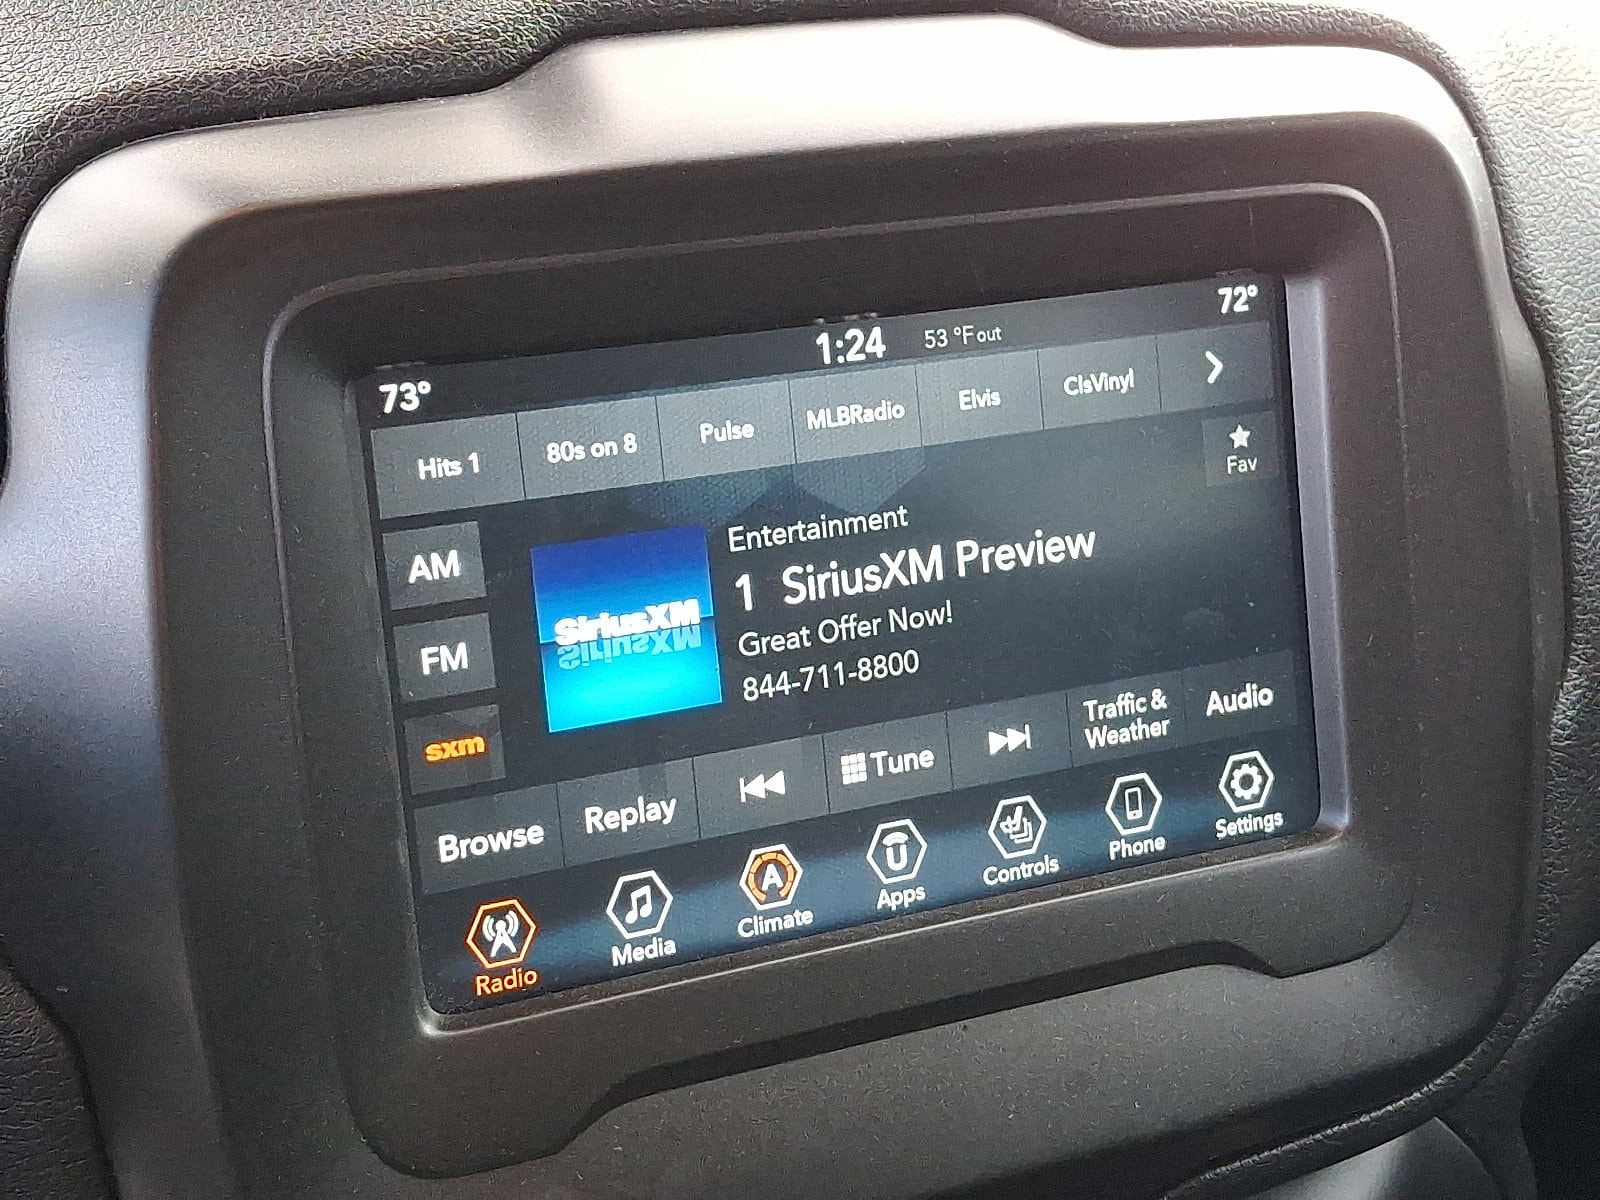 73°
1:24
53 °F out
72°
Hits 1
80s on 8
Pulse
MLBRadio
Elvis
ClsVinyl
Fav
AM
FM
sxm
SiriusXM
Entertainment
1 SiriusXM Preview
Great Offer Now!
844-711-8800
Browse
Replay
Tune
Traffic &
Weather
Audio
Radio
Media
A
Climate
Apps
Controls
Phone
Settings